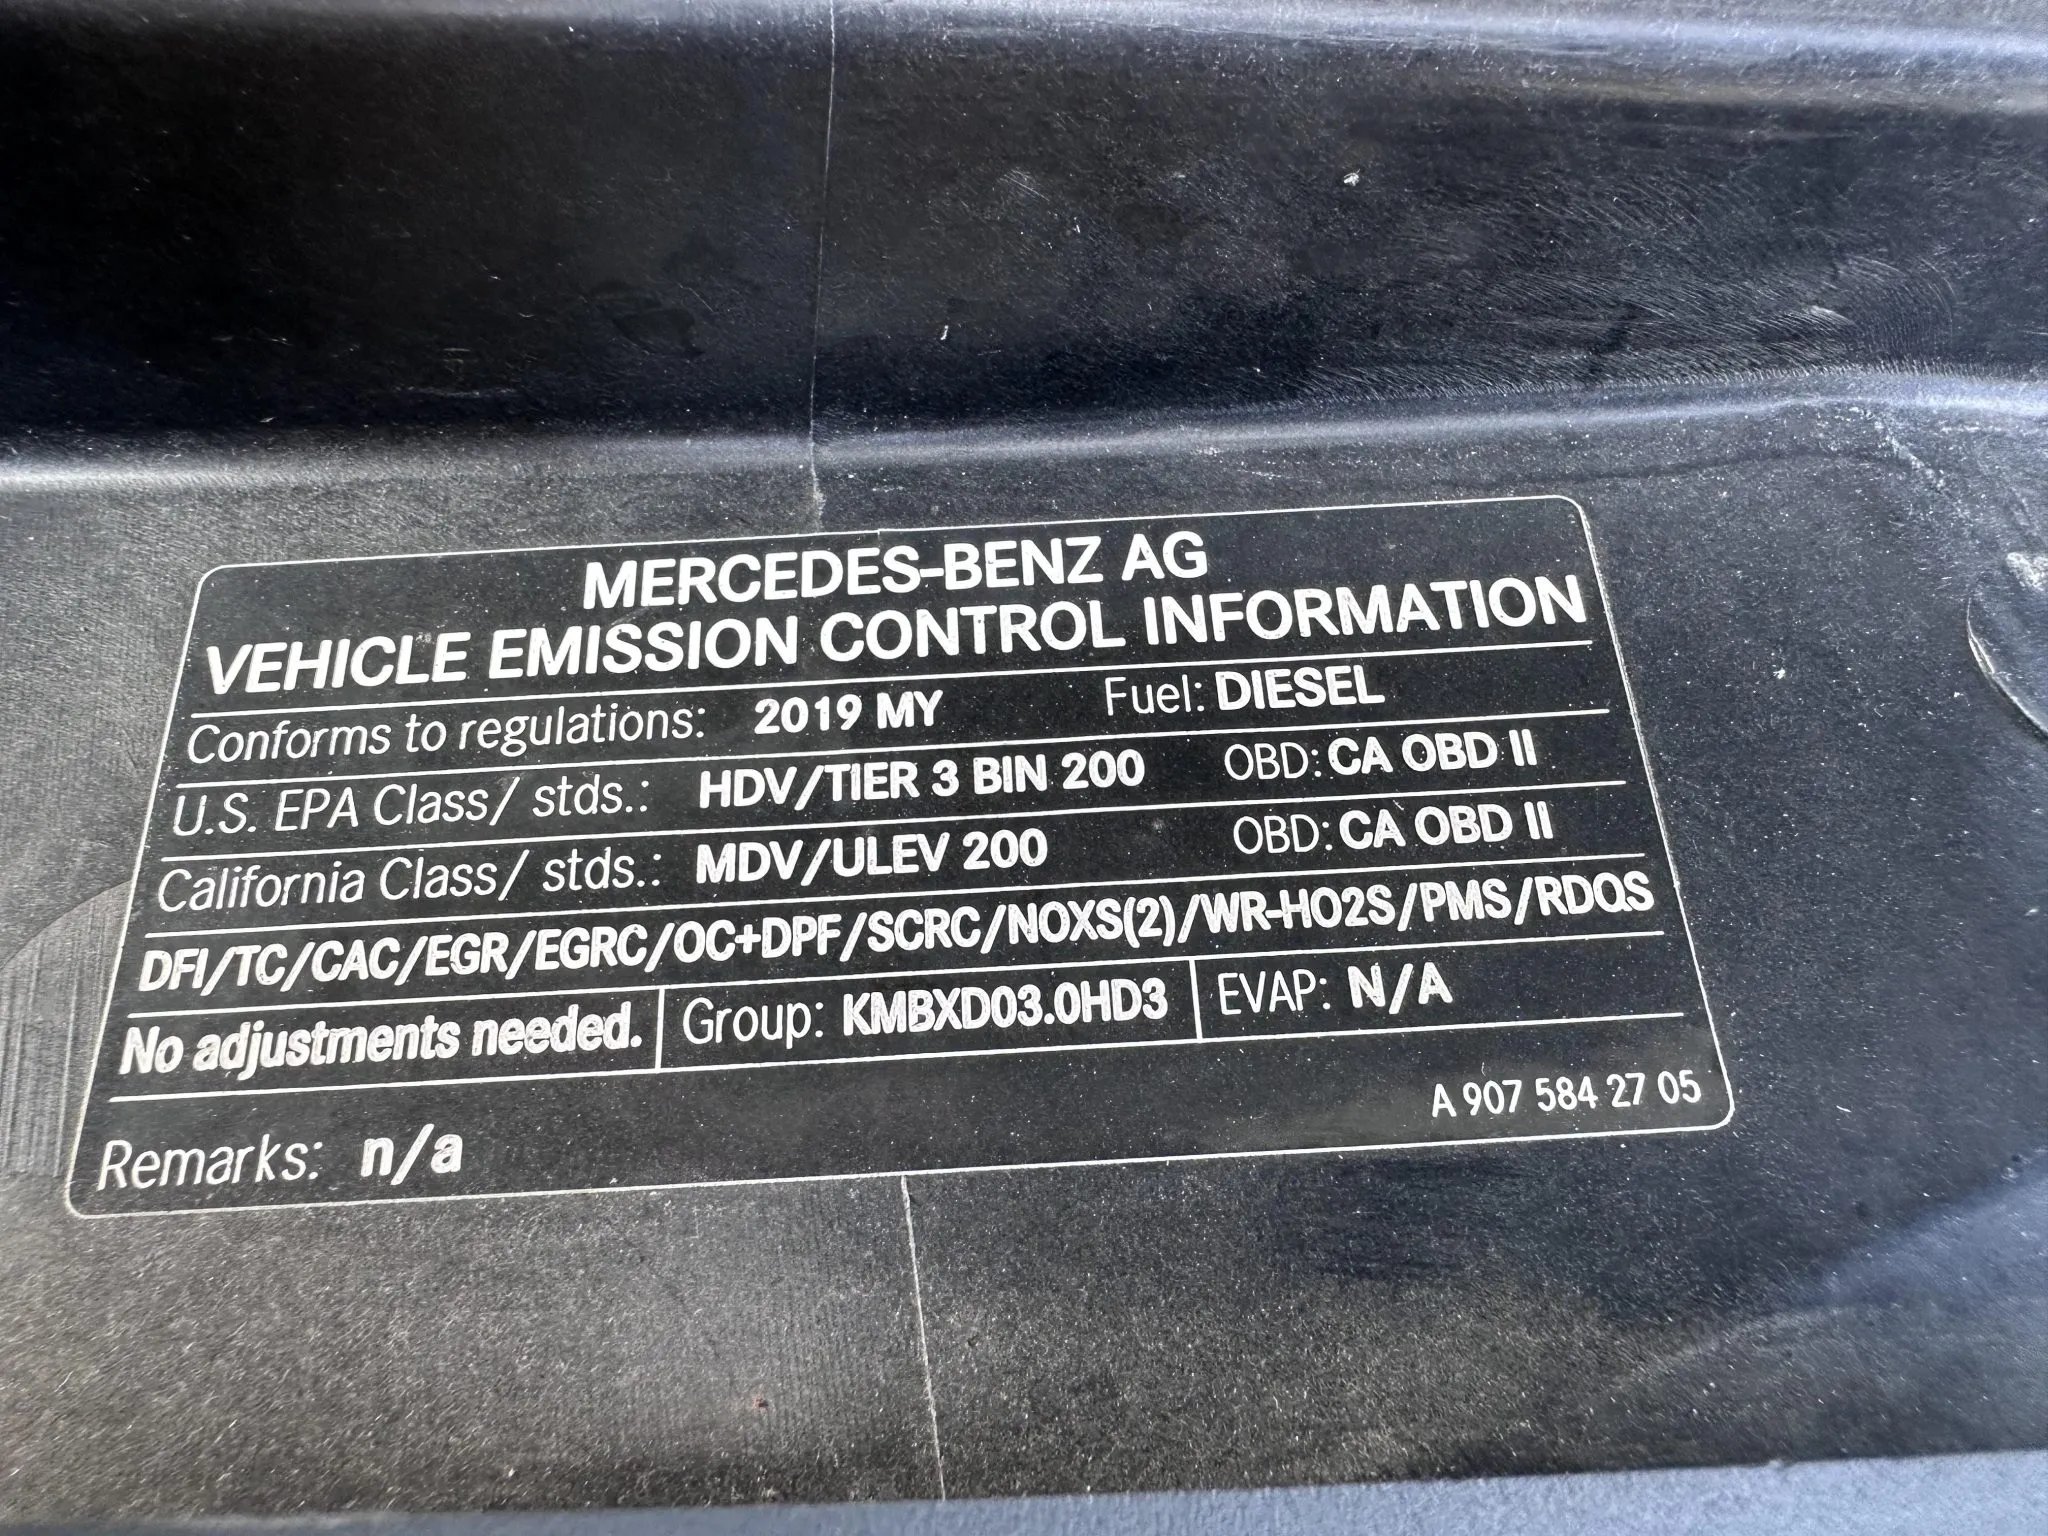 MERCEDES-BENZ AG
VEHICLE EMISSION CONTROL INFORMATION
Conforms to regulations: 2019 MY Fuel: DIESEL
U.S. EPA Class/ stds.: HDV/TIER 3 BIN 200 OBD: CA OBD II
California Class/ stds.: MDV/ULEV 200 OBD: CA OBD II
DFI/TC/CAC/EGR/EGRC/OC+DPF/SCRC/NOXS(2)/WR-HO2S/PMS/RDQS
No adjustments needed. Group: KMBXD03.0HD3 EVAP: N/A
A 907 584 27 05
Remarks: n/a